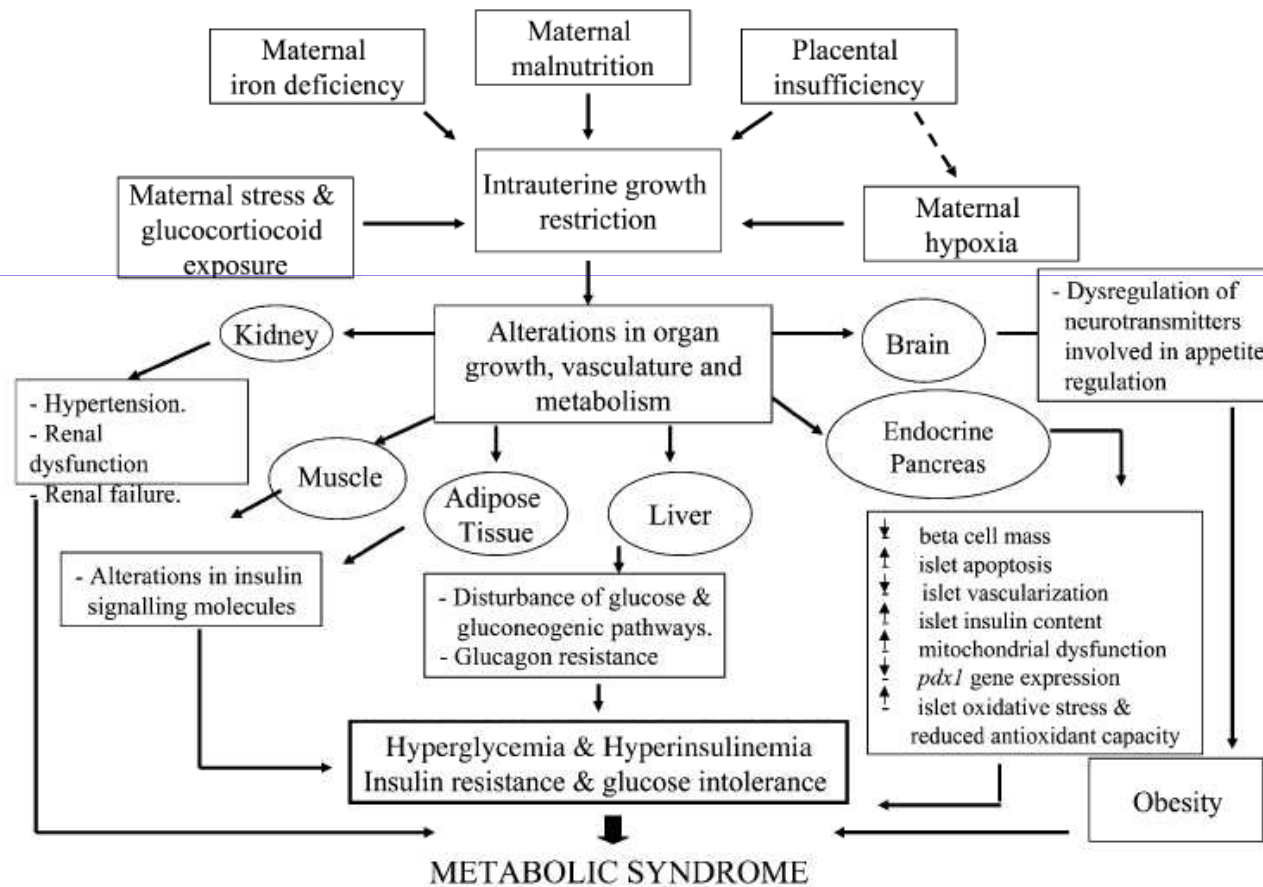 Maternal
iron deficiency
Maternal
malnutrition
Placental
insufficiency
Maternal stress &
glucocortiocoid
exposure
Intrauterine growth
restriction
Maternal
hypoxia
Kidney
Alterations in organ
growth, vasculature and
metabolism
Brain
- Dysregulation of
neurotransmitters
involved in appetite
regulation
- Hypertension.
- Renal
dysfunction
- Renal failure.
Muscle
Adipose
Tissue
Liver
Endocrine
Pancreas
- Alterations in insulin
signalling molecules
- Disturbance of glucose &
gluconeogenic pathways.
- Glucagon resistance
beta cell mass
islet apoptosis
islet vascularization
islet insulin content
mitochondrial dysfunction
pdx1 gene expression
islet oxidative stress &
reduced antioxidant capacity
Hyperglycemia & Hyperinsulinemia
Insulin resistance & glucose intolerance
Obesity
METABOLIC SYNDROME